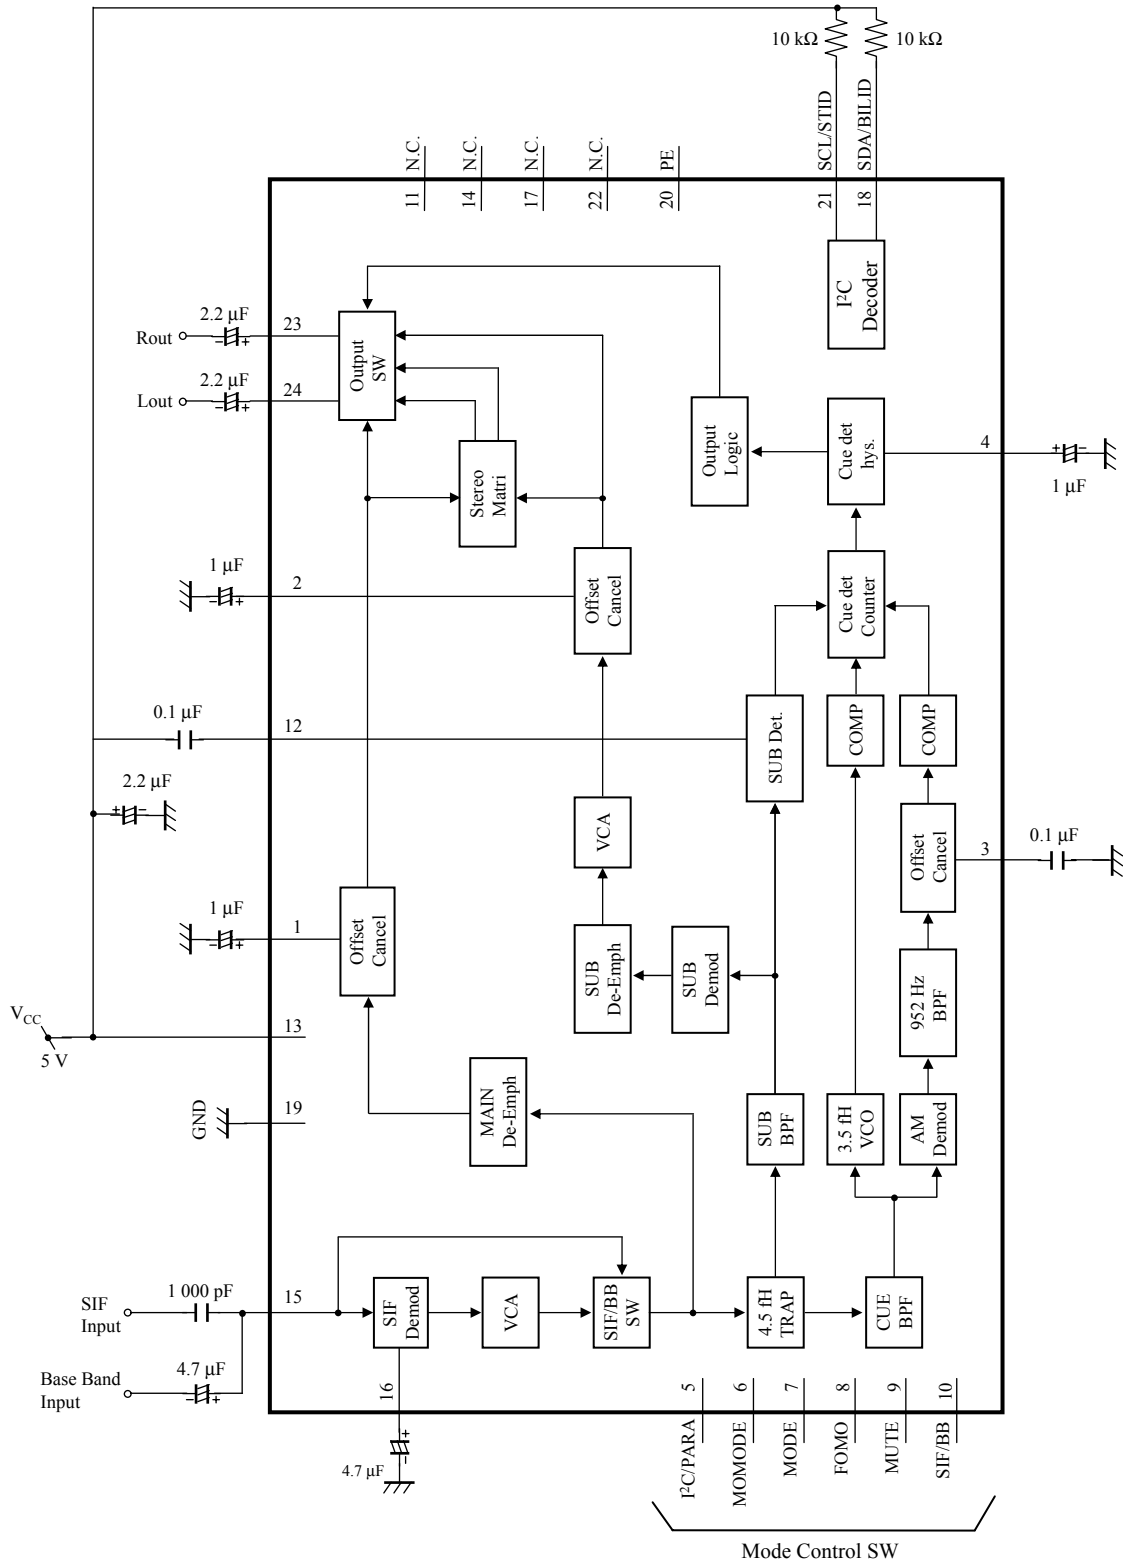 10 kΩ
10 kΩ
SCL/STID
SDA/BILID
21
18
I²C
Decoder
11
N.C.
14
N.C.
17
N.C.
22
N.C.
20
PE
Rout
2.2 µF
23
Lout
2.2 µF
24
Output
SW
Stereo
Matri
Output
Logic
Cue det
hys.
4
1 µF
1 µF
2
Offset
Cancel
Cue det
Counter
0.1 µF
12
SUB Det.
COMP
COMP
2.2 µF
VCA
Offset
Cancel
3
0.1 µF
1 µF
1
Offset
Cancel
SUB
De-Emph
SUB
Demod
952 Hz
BPF
VCC
5 V
13
GND
19
MAIN
De-Emph
SUB
BPF
3.5 fH
VCO
AM
Demod
SIF
Input
1 000 pF
15
SIF
Demod
VCA
SIF/BB
SW
4.5 fH
TRAP
CUE
BPF
Base Band
Input
4.7 µF
16
4.7 µF
5
I²C/PARA
6
MOMODE
7
MODE
8
FOMO
9
MUTE
10
SIF/BB
Mode Control SW